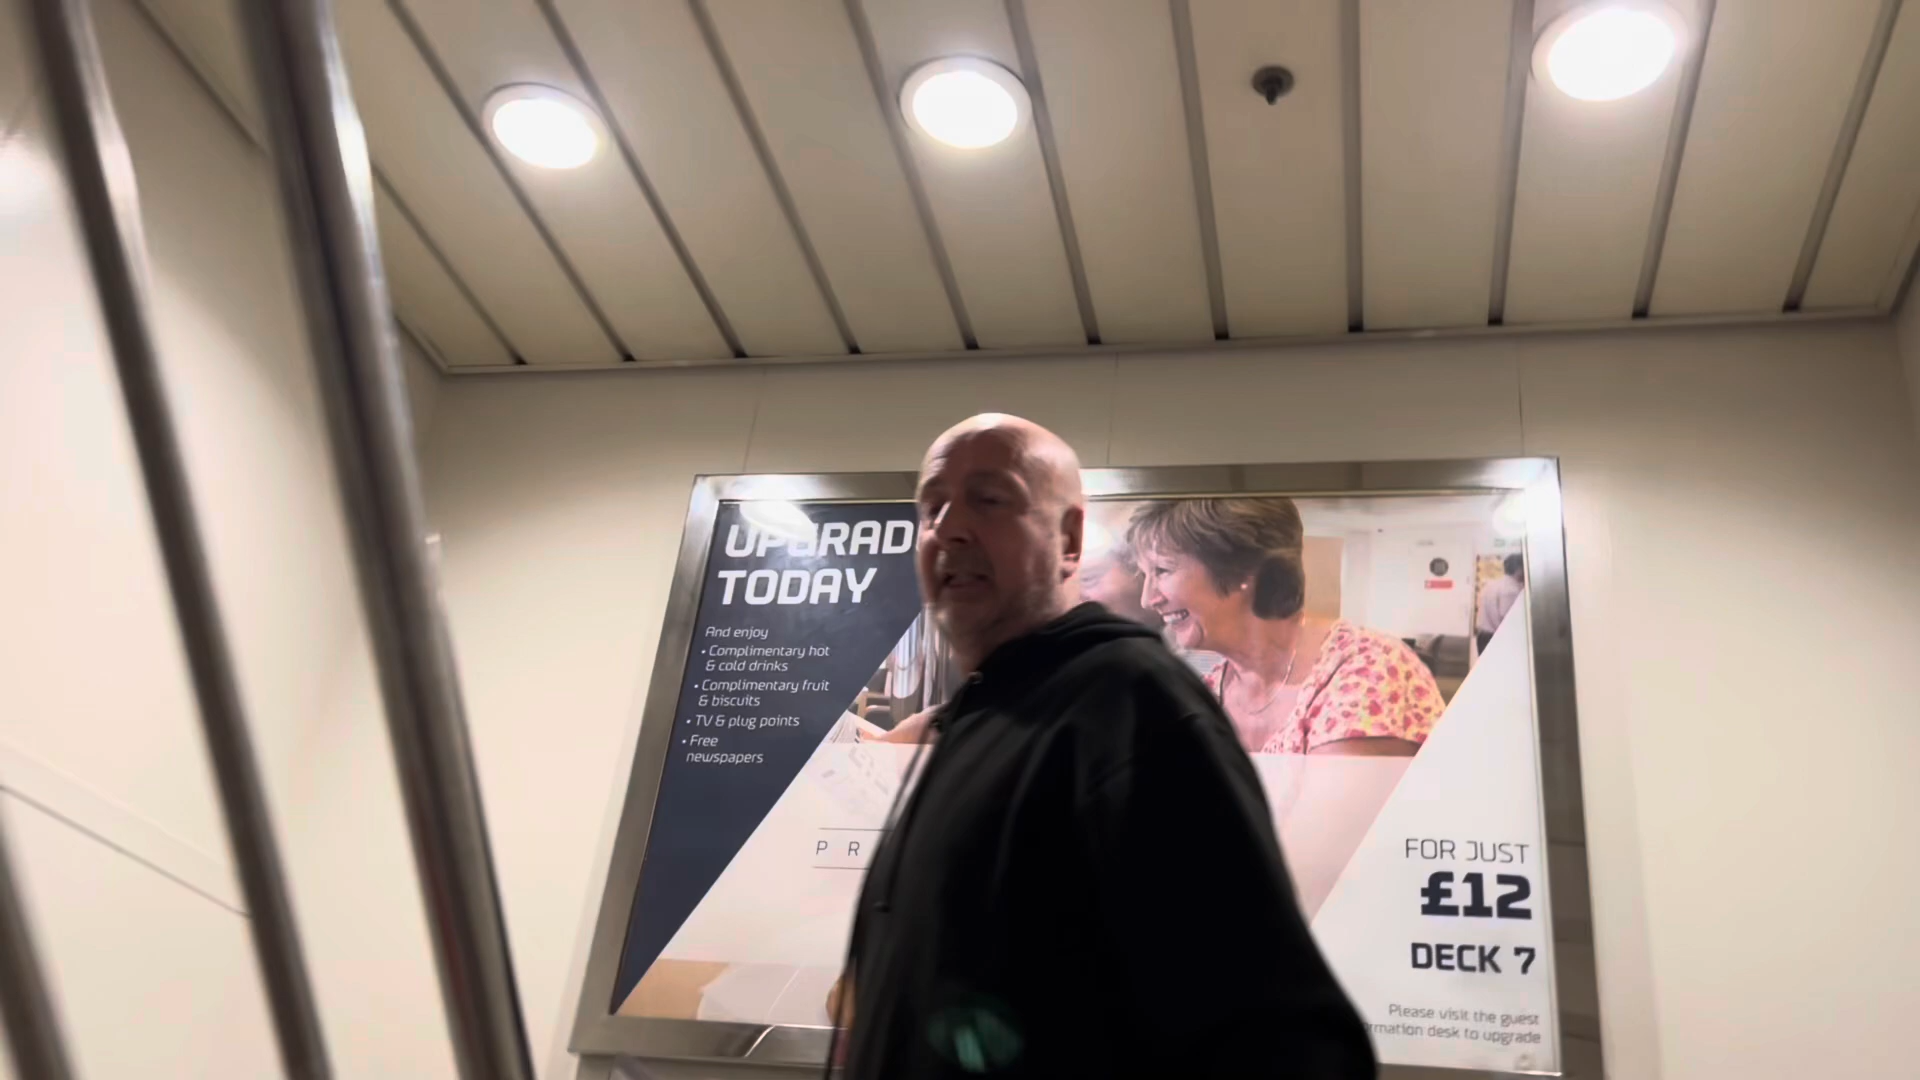 UPGRAD
TODAY
And enjoy
• Complimentary hot
& cold drinks
• Complimentary fruit
& biscuits
• TV & plug points
• Free
newspapers
P R
FOR JUST
£12
DECK 7
Please visit the guest
rmation desk to upgrade